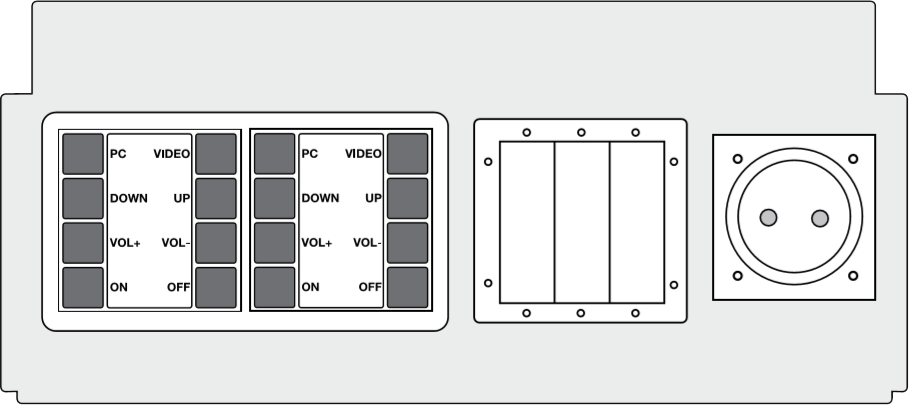 PC VIDEO PC VIDEO
DOWN UP DOWN UP
VOL+ VOL- VOL+ VOL-
ON OFF ON OFF